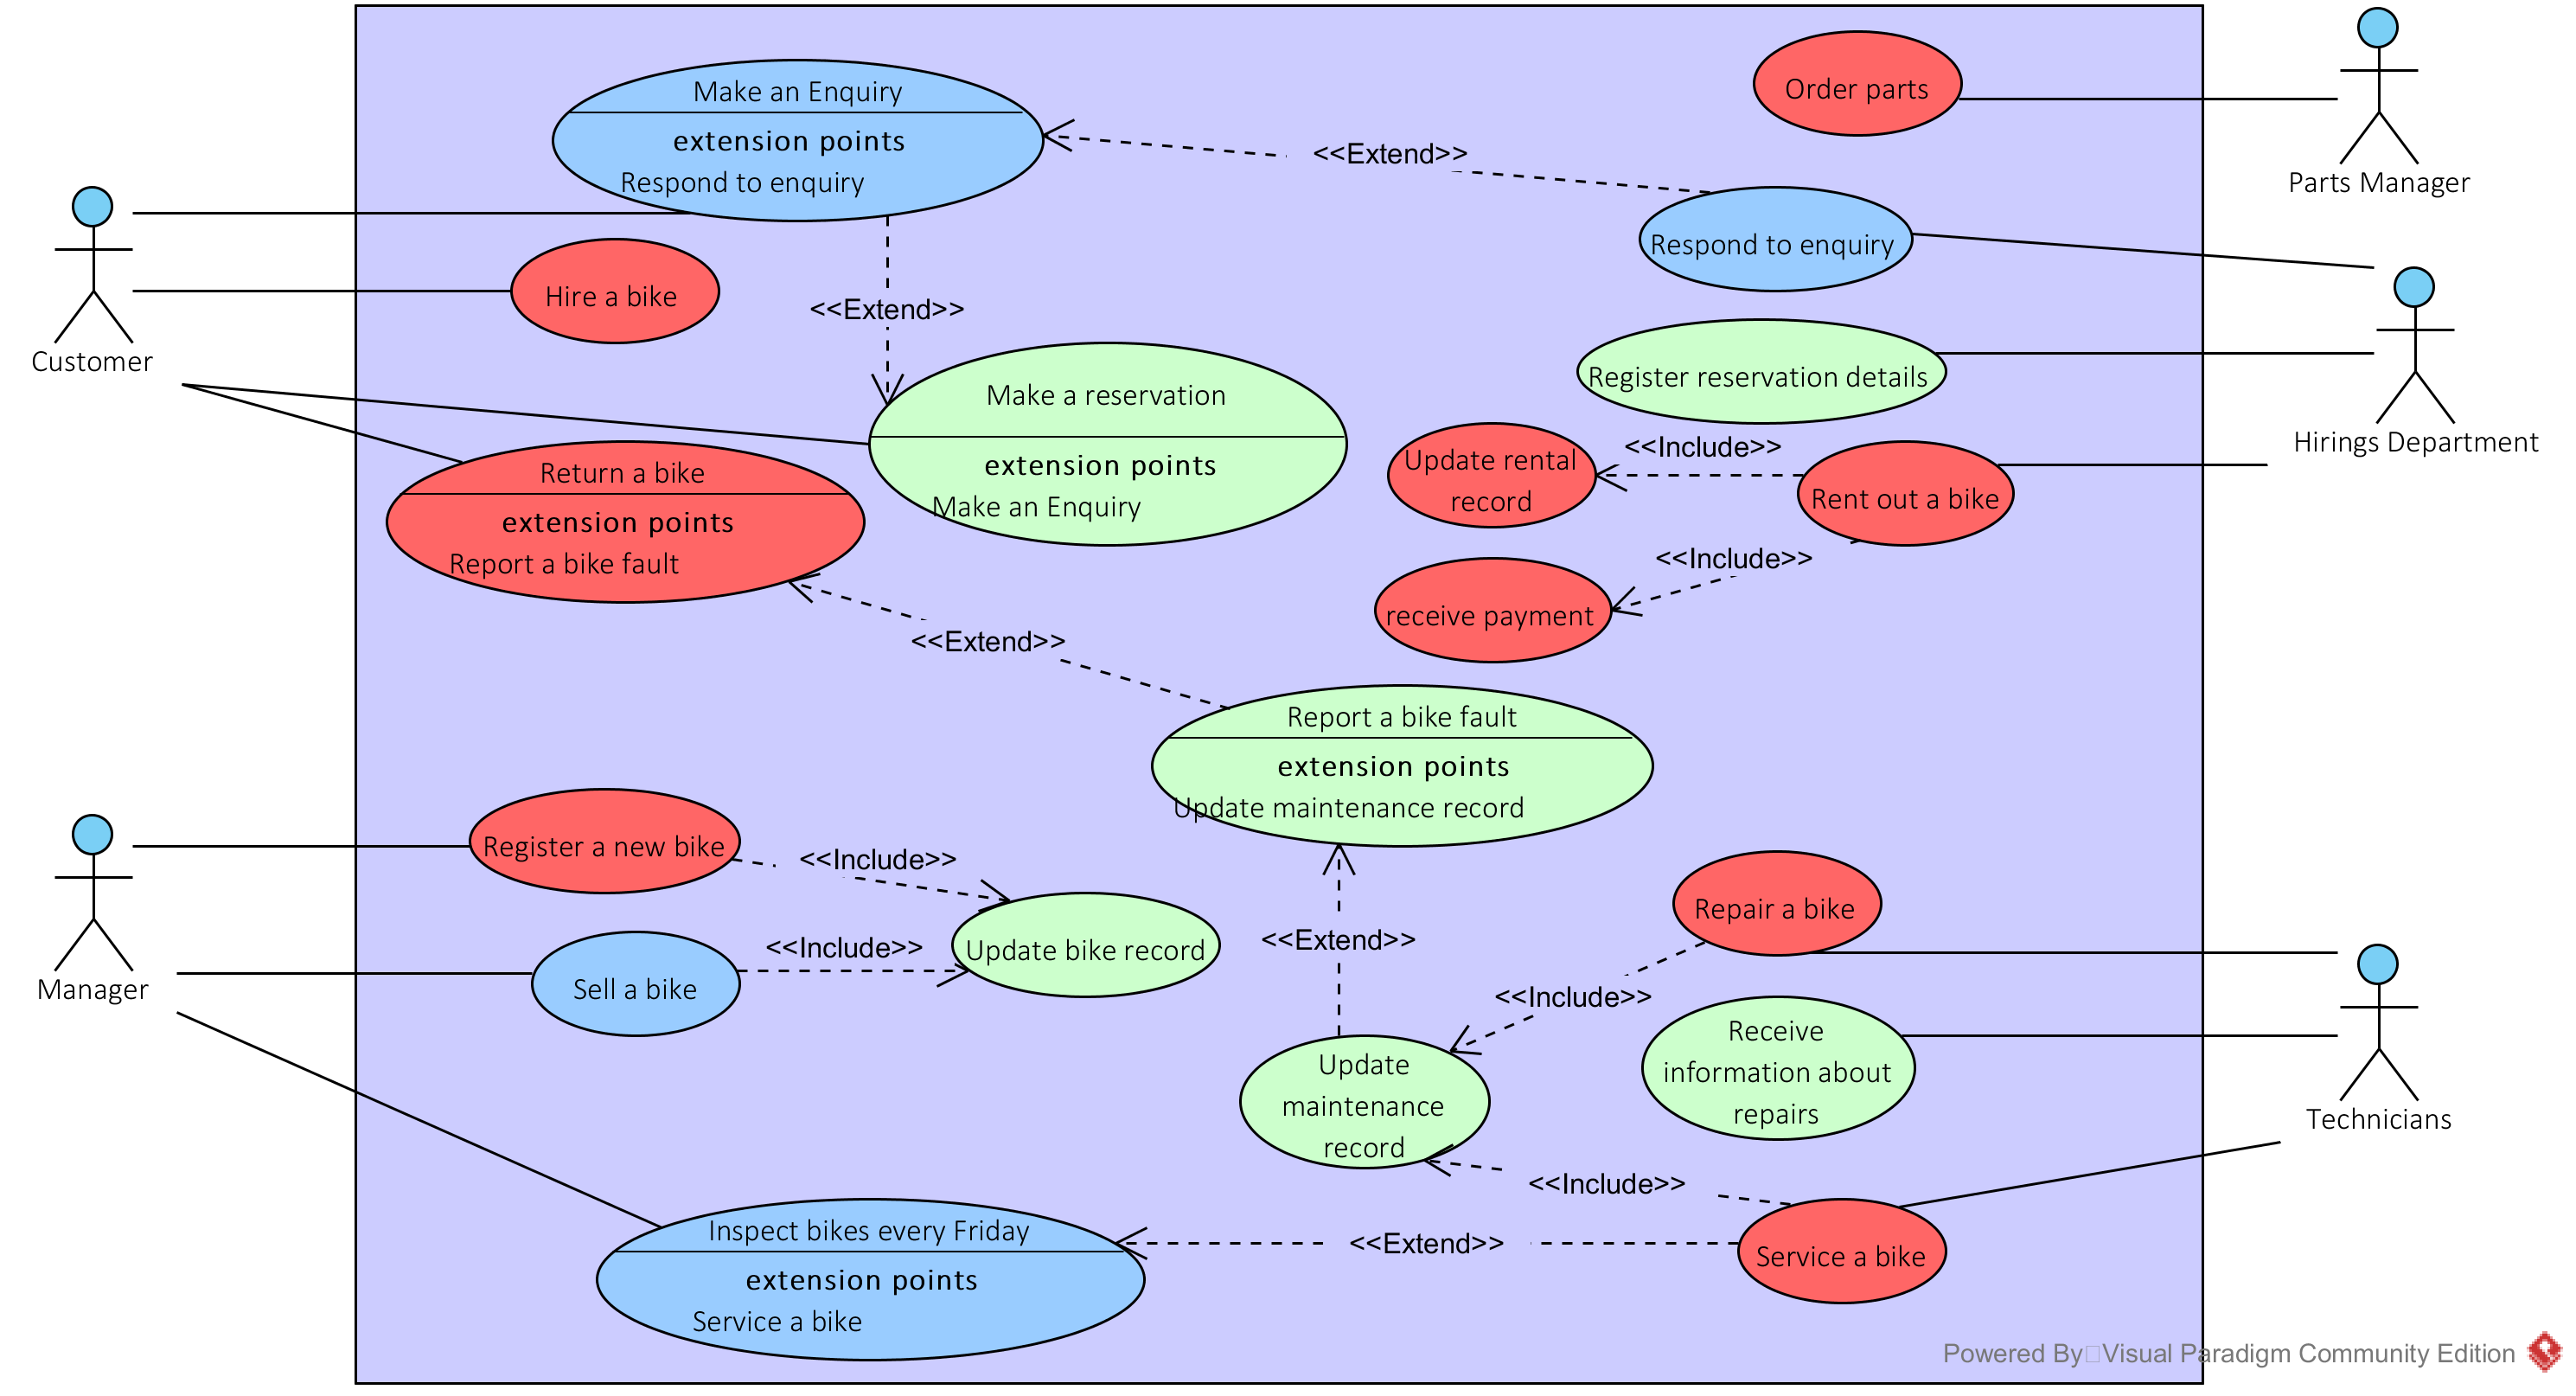 Make an Enquiry
extension points
Respond to enquiry
Order parts
Parts Manager
<<Extend>>
Respond to enquiry
Customer
Hire a bike
<<Extend>>
Hirings Department
Register reservation details
Make a reservation
extension points
Make an Enquiry
Return a bike
extension points
Report a bike fault
Update rental
record
<<Include>>
Rent out a bike
<<Include>>
receive payment
<<Extend>>
Report a bike fault
extension points
Update maintenance record
Manager
Register a new bike
<<Include>>
Update bike record
Sell a bike
<<Include>>
<<Extend>>
Repair a bike
<<Include>>
Receive
information about
repairs
Technicians
Update
maintenance
record
<<Include>>
Inspect bikes every Friday
extension points
Service a bike
<<Extend>>
Service a bike
Powered By□Visual Paradigm Community Edition